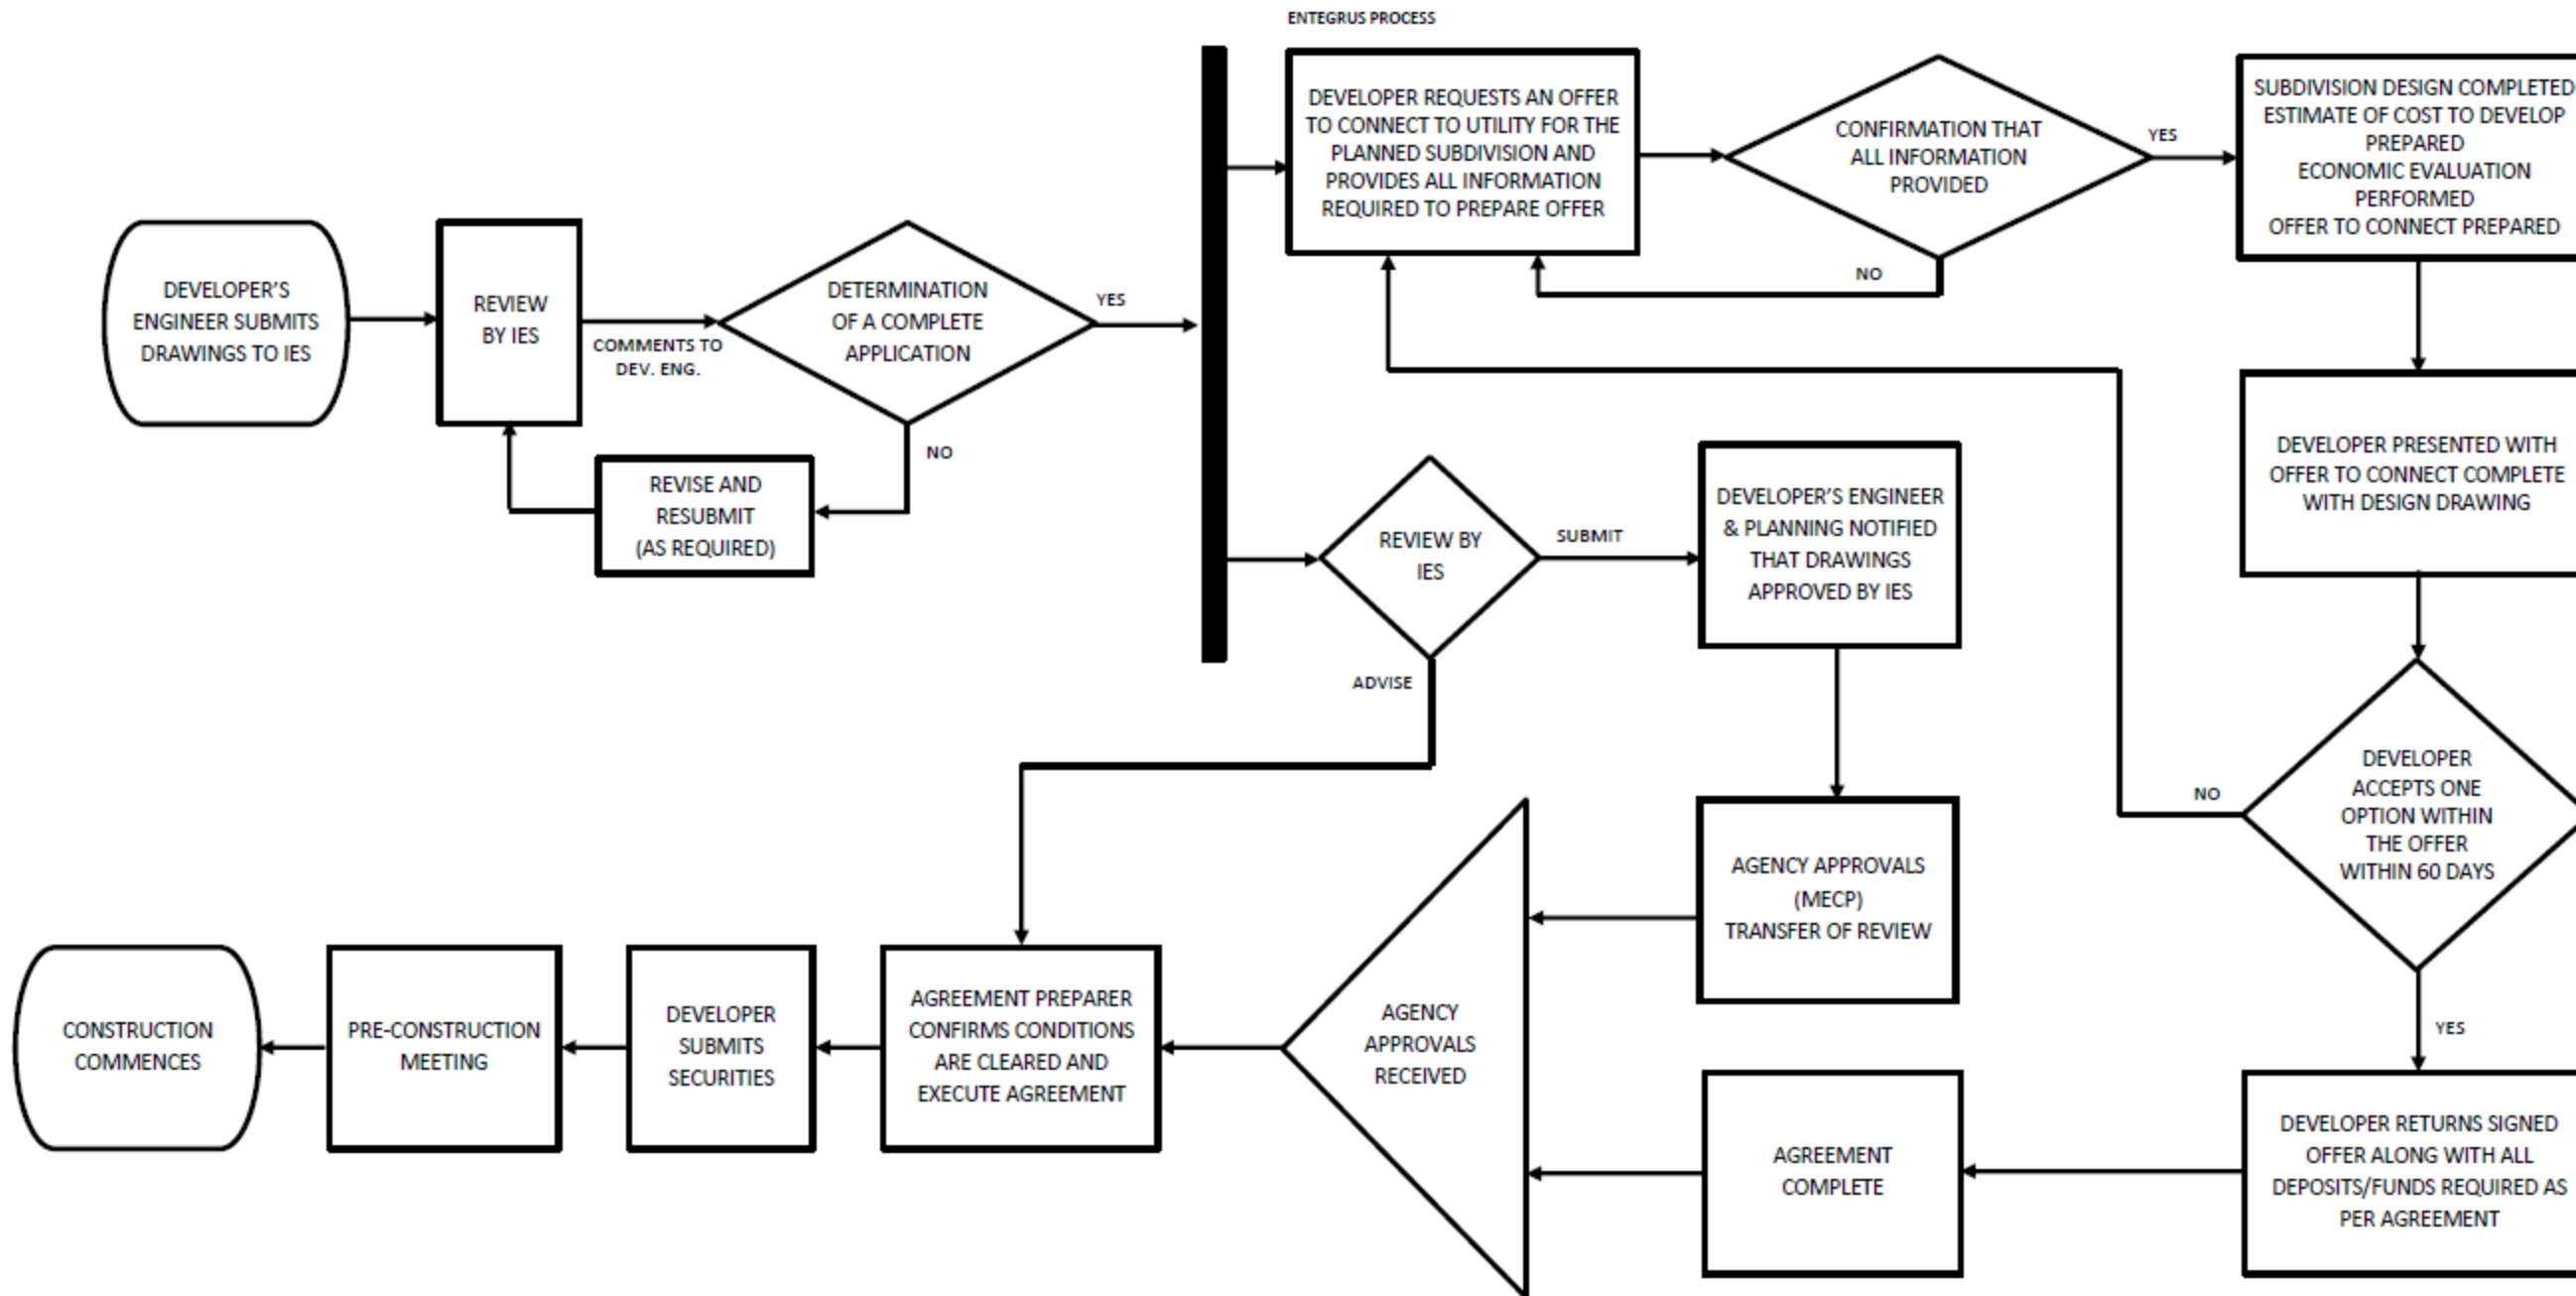 ENTEGRUS PROCESS
DEVELOPER'S
ENGINEER SUBMITS
DRAWINGS TO IES
REVIEW
BY IES
COMMENTS TO
DEV. ENG.
DETERMINATION
OF A COMPLETE
APPLICATION
YES
NO
REVISE AND
RESUBMIT
(AS REQUIRED)
DEVELOPER REQUESTS AN OFFER
TO CONNECT TO UTILITY FOR THE
PLANNED SUBDIVISION AND
PROVIDES ALL INFORMATION
REQUIRED TO PREPARE OFFER
CONFIRMATION THAT
ALL INFORMATION
PROVIDED
YES
NO
SUBDIVISION DESIGN COMPLETED
ESTIMATE OF COST TO DEVELOP
PREPARED
ECONOMIC EVALUATION
PERFORMED
OFFER TO CONNECT PREPARED
DEVELOPER PRESENTED WITH
OFFER TO CONNECT COMPLETE
WITH DESIGN DRAWING
DEVELOPER
ACCEPTS ONE
OPTION WITHIN
THE OFFER
WITHIN 60 DAYS
NO
YES
DEVELOPER RETURNS SIGNED
OFFER ALONG WITH ALL
DEPOSITS/FUNDS REQUIRED AS
PER AGREEMENT
AGREEMENT
COMPLETE
REVIEW BY
IES
SUBMIT
ADVISE
DEVELOPER'S ENGINEER
& PLANNING NOTIFIED
THAT DRAWINGS
APPROVED BY IES
AGENCY APPROVALS
(MECP)
TRANSFER OF REVIEW
AGENCY
APPROVALS
RECEIVED
AGREEMENT PREPARER
CONFIRMS CONDITIONS
ARE CLEARED AND
EXECUTE AGREEMENT
DEVELOPER
SUBMITS
SECURITIES
PRE-CONSTRUCTION
MEETING
CONSTRUCTION
COMMENCES